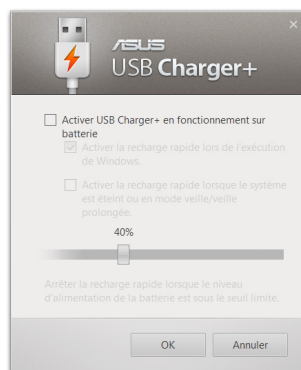 ASUS
USB Charger+
Activer USB Charger+ en fonctionnement sur
batterie
Activer la recharge rapide lors de l'exécution
de Windows.
Activer la recharge rapide lorsque le système
est éteint ou en mode veille/veille
prolongée.
40%
Arrêter la recharge rapide lorsque le niveau
d'alimentation de la batterie est sous le seuil limite.
OK
Annuler